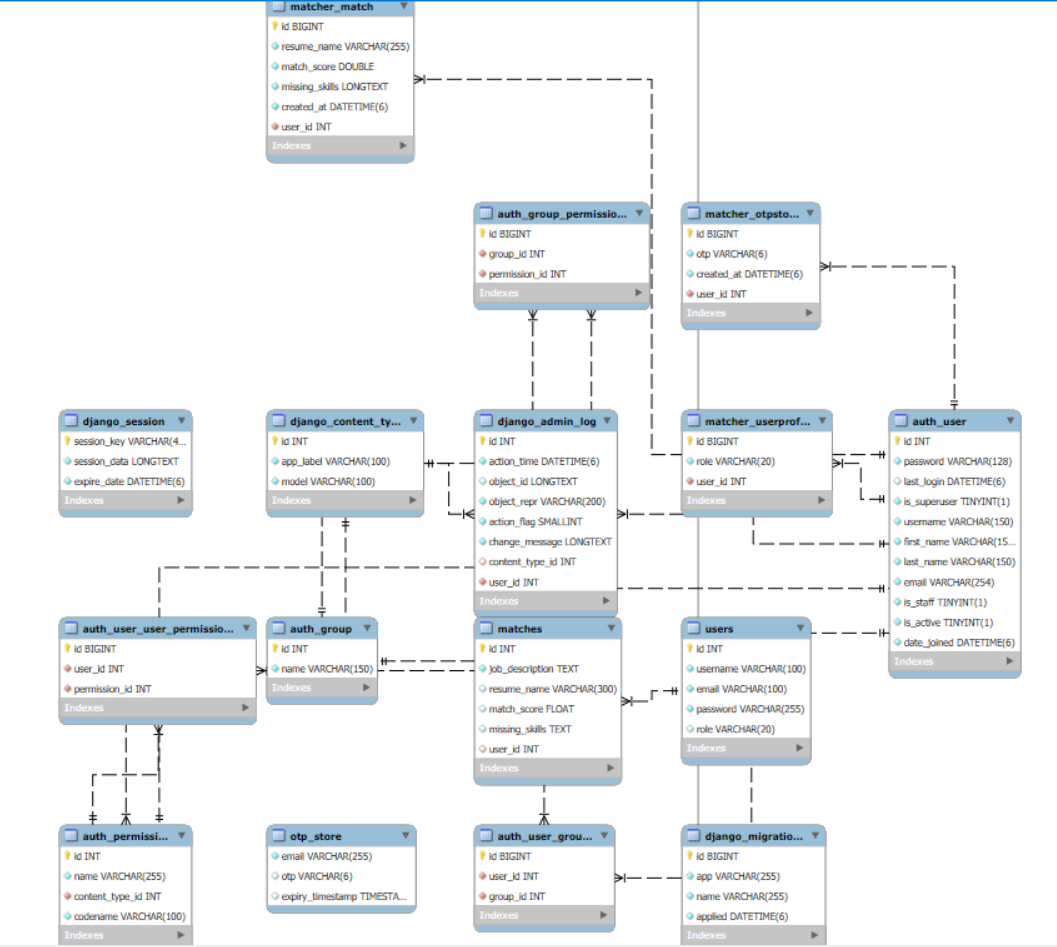 matcher_match
id BIGINT
resume_name VARCHAR(255)
match_score DOUBLE
missing_skills LONGTEXT
created_at DATETIME(6)
user_id INT
Indexes
auth_group_permissio...
id BIGINT
group_id INT
permission_id INT
Indexes
matcher_otpsto...
id BIGINT
otp VARCHAR(6)
created_at DATETIME(6)
user_id INT
Indexes
django_session
session_key VARCHAR(4...
session_data LONGTEXT
expire_date DATETIME(6)
Indexes
django_content_ty...
id INT
app_label VARCHAR(100)
model VARCHAR(100)
Indexes
django_admin_log
id INT
action_time DATETIME(6)
object_id LONGTEXT
object_repr VARCHAR(200)
action_flag SMALLINT
change_message LONGTEXT
content_type_id INT
user_id INT
Indexes
matcher_userprof...
id BIGINT
role VARCHAR(20)
user_id INT
Indexes
auth_user
id INT
password VARCHAR(128)
last_login DATETIME(6)
is_superuser TINYINT(1)
username VARCHAR(150)
first_name VARCHAR(15...
last_name VARCHAR(150)
email VARCHAR(254)
is_staff TINYINT(1)
is_active TINYINT(1)
date_joined DATETIME(6)
Indexes
auth_user_user_permissio...
id BIGINT
user_id INT
permission_id INT
Indexes
auth_group
id INT
name VARCHAR(150)
Indexes
matches
id INT
job_description TEXT
resume_name VARCHAR(300)
match_score FLOAT
missing_skills TEXT
user_id INT
Indexes
users
id INT
username VARCHAR(100)
email VARCHAR(100)
password VARCHAR(255)
role VARCHAR(20)
Indexes
auth_permissi...
id INT
name VARCHAR(255)
content_type_id INT
codename VARCHAR(100)
Indexes
otp_store
email VARCHAR(255)
otp VARCHAR(6)
expiry_timestamp TIMESTA...
auth_user_grou...
id BIGINT
user_id INT
group_id INT
Indexes
django_migratio...
id BIGINT
app VARCHAR(255)
name VARCHAR(255)
applied DATETIME(6)
Indexes